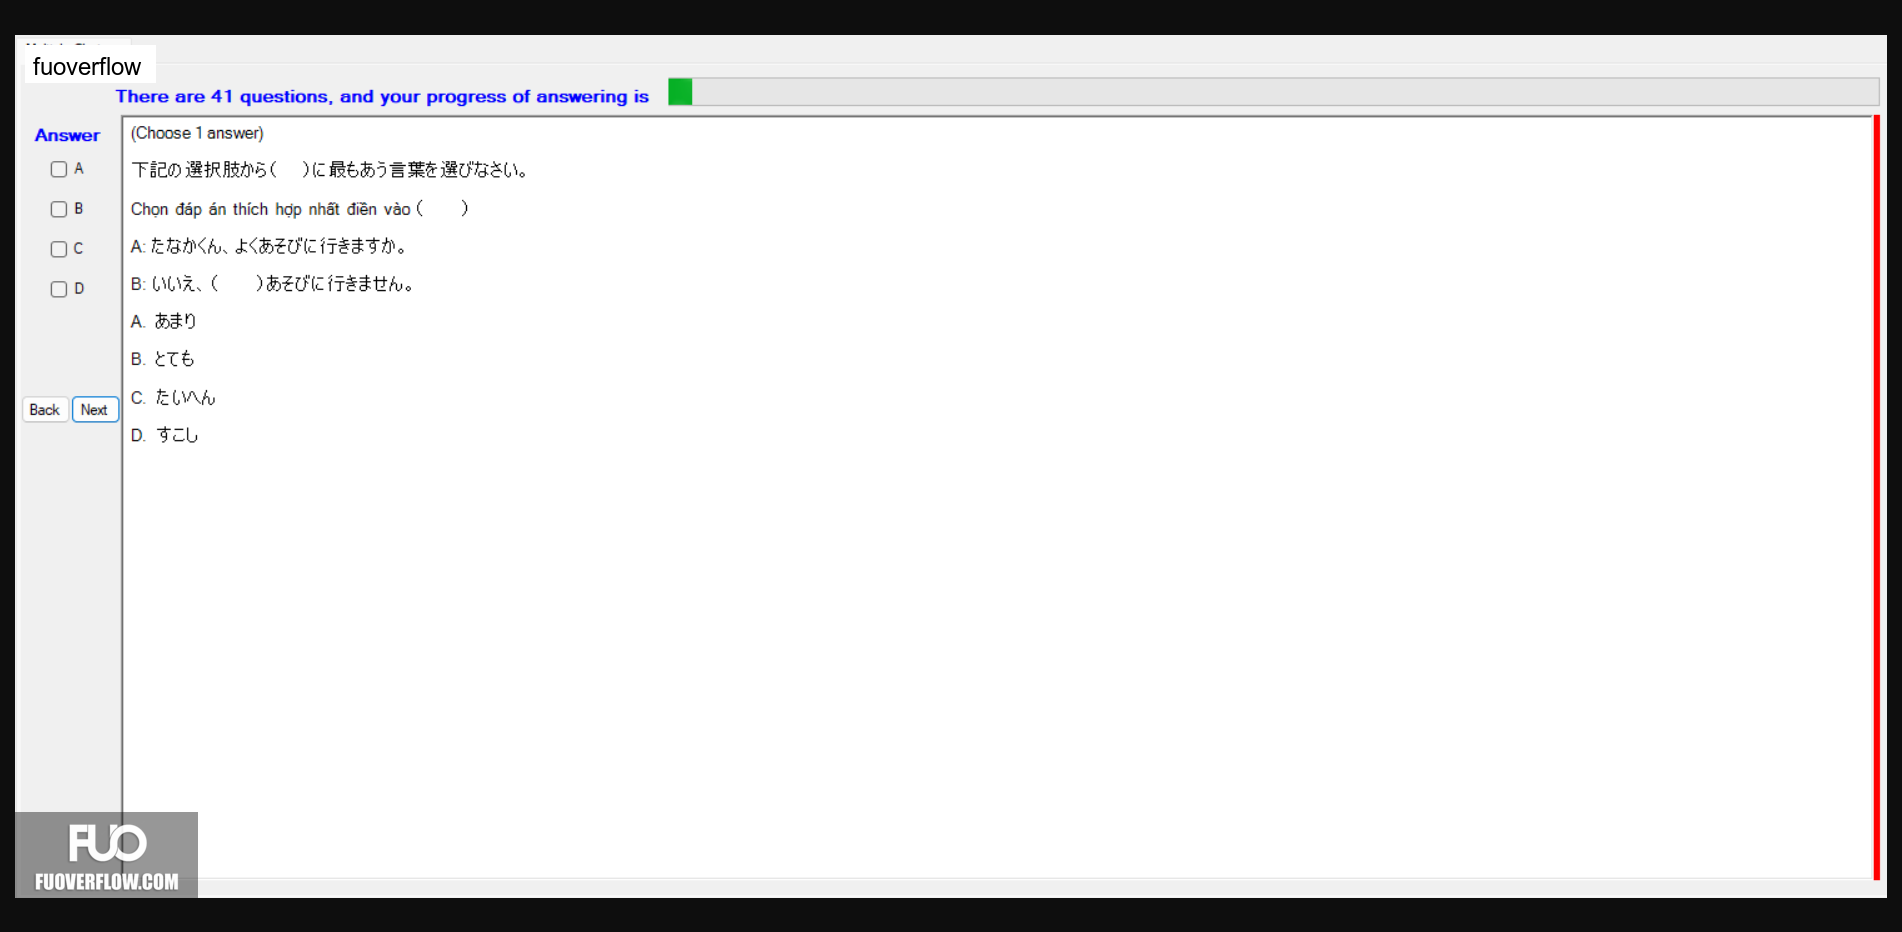 fuoverflow
There are 41 questions, and your progress of answering is
Answer
A
B
C
D
Back
Next
(Choose 1 answer)
下記の選択肢から(　)に最もあう言葉を選びなさい。
Chọn đáp án thích hợp nhất điền vào (　)
A: たなかくん、よくあそびに行きますか。
B: いいえ、(　)あそびに行きません。
A. あまり
B. とても
C. たいへん
D. すこし
FUO
FUOVERFLOW.COM